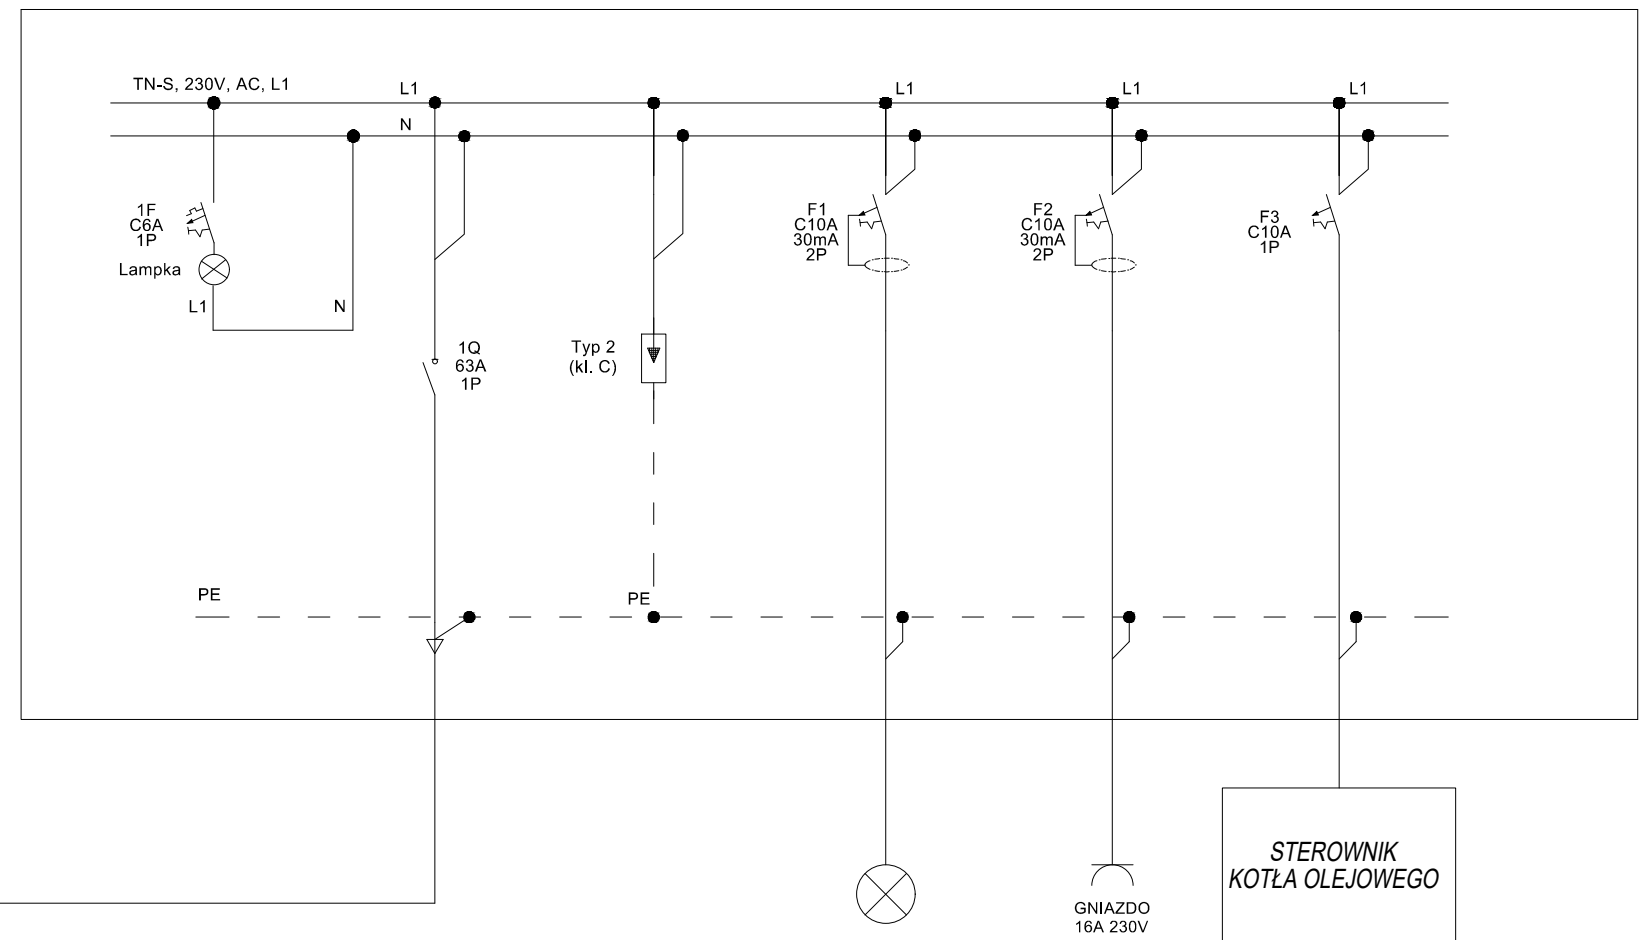 TN-S, 230V, AC, L1
L1
N
L1
L1
L1
1F
C6A
1P
Lampka
L1
N
1Q
63A
1P
Typ 2
(kl. C)
F1
C10A
30mA
2P
F2
C10A
30mA
2P
F3
C10A
1P
PE
PE
GNIAZDO
16A 230V
STEROWNIK
KOTŁA OLEJOWEGO